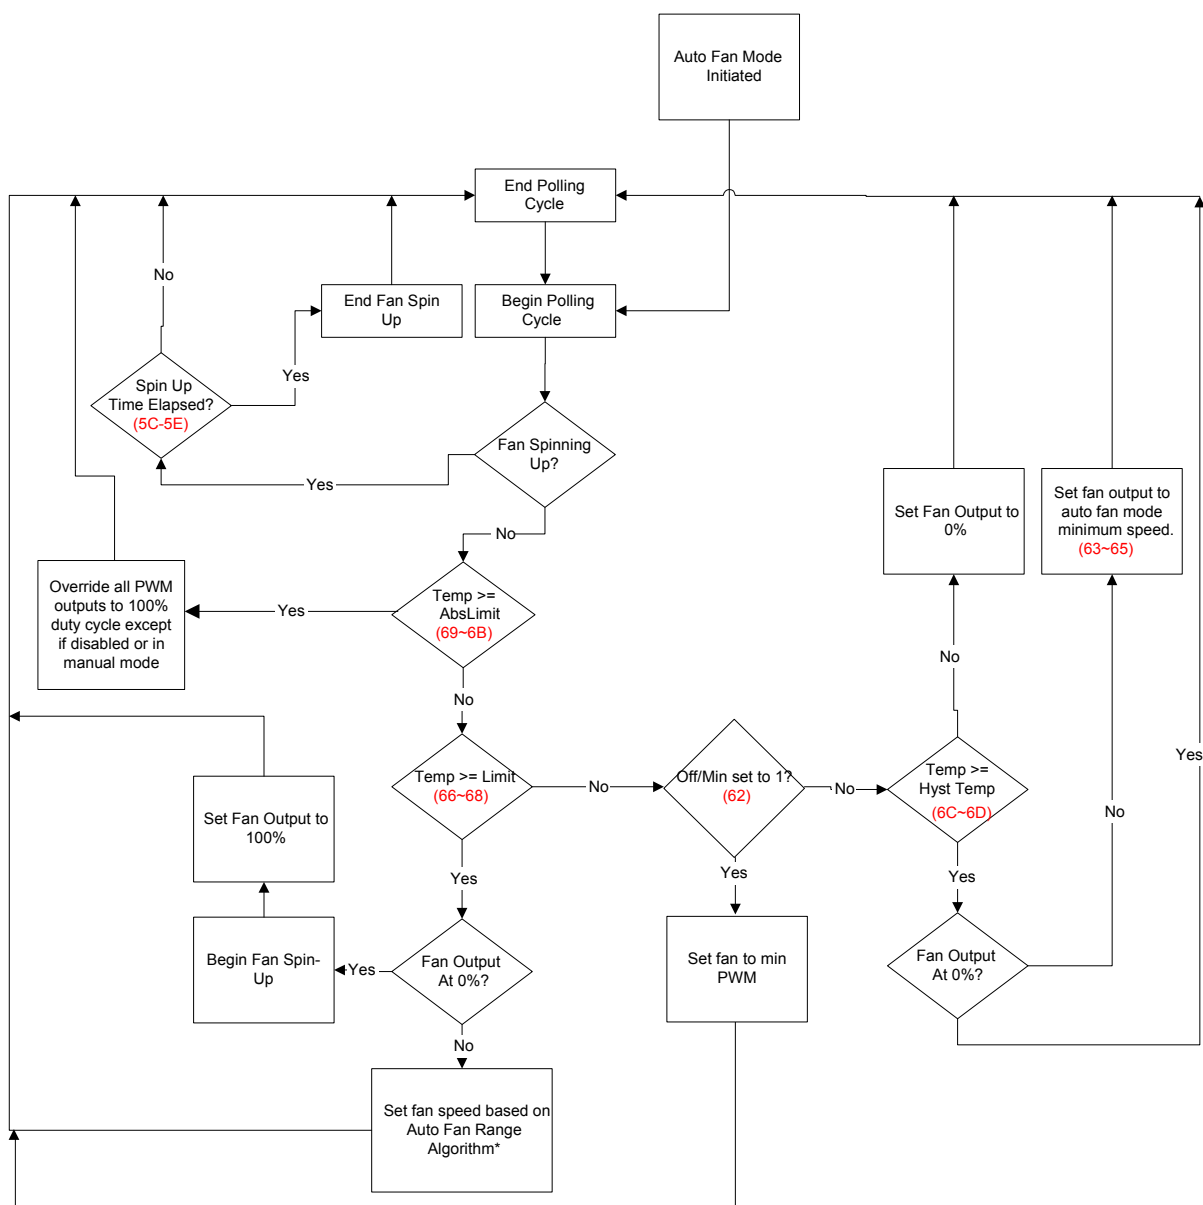 Auto Fan Mode
Initiated
End Polling
Cycle
No
End Fan Spin
Up
Begin Polling
Cycle
Yes
Spin Up
Time Elapsed?
(5C-5E)
Fan Spinning
Up?
Yes
Set Fan Output to
0%
Set fan output to
auto fan mode
minimum speed.
(63~65)
No
Override all PWM
outputs to 100%
duty cycle except
if disabled or in
manual mode
Yes
Temp >=
AbsLimit
(69~6B)
No
No
Yes
Temp >= Limit
(66~68)
No
Off/Min set to 1?
(62)
No
Temp >=
Hyst Temp
(6C~6D)
No
Set Fan Output to
100%
Yes
Yes
Yes
Begin Fan Spin-
Up
Yes
Fan Output
At 0%?
Set fan to min
PWM
Fan Output
At 0%?
No
Set fan speed based on
Auto Fan Range
Algorithm*